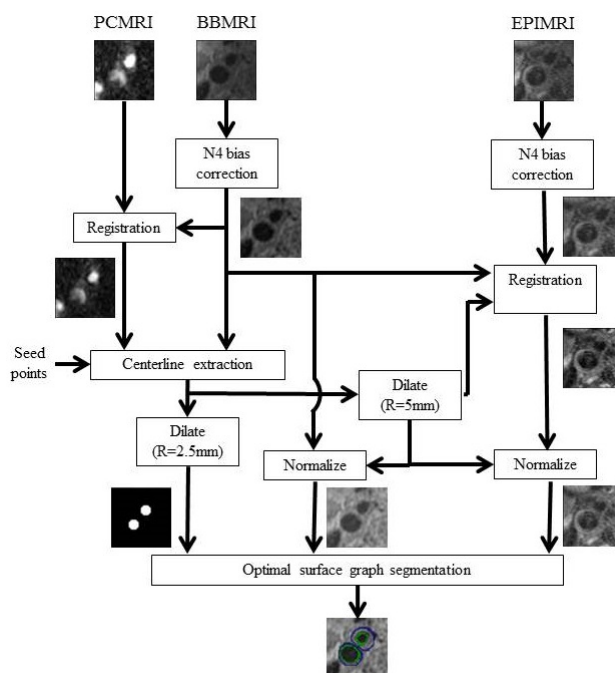 PCMRI
BBMRI
EPIMRI
N4 bias
correction
N4 bias
correction
Registration
Registration
Seed
points
Centerline extraction
Dilate
(R=5mm)
Dilate
(R=2.5mm)
Normalize
Normalize
Optimal surface graph segmentation